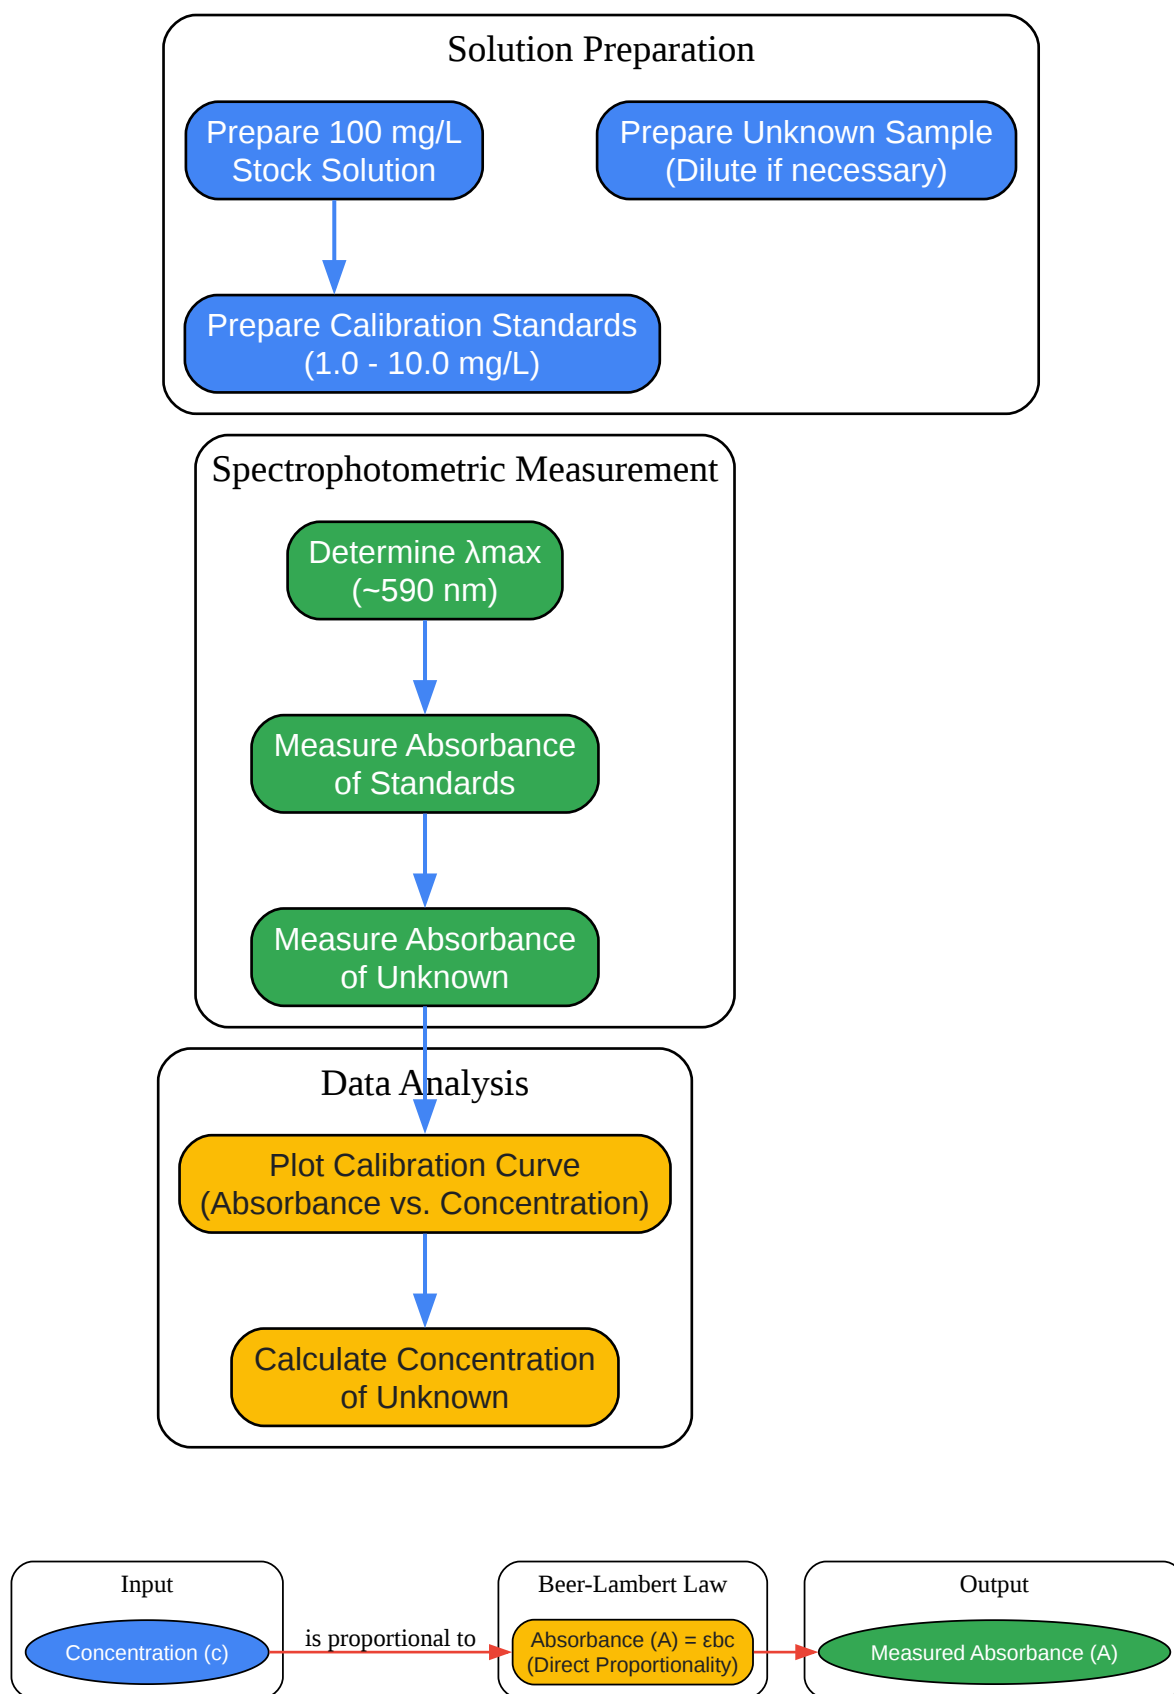 Solution Preparation
Prepare 100 mg/L
Stock Solution
Prepare Unknown Sample
(Dilute if necessary)
Prepare Calibration Standards
(1.0 - 10.0 mg/L)
Spectrophotometric Measurement
Determine λmax
(~590 nm)
Measure Absorbance
of Standards
Measure Absorbance
of Unknown
Data Analysis
Plot Calibration Curve
(Absorbance vs. Concentration)
Calculate Concentration
of Unknown
Input
Concentration (c)
is proportional to
Beer-Lambert Law
Absorbance (A) = εbc
(Direct Proportionality)
Output
Measured Absorbance (A)